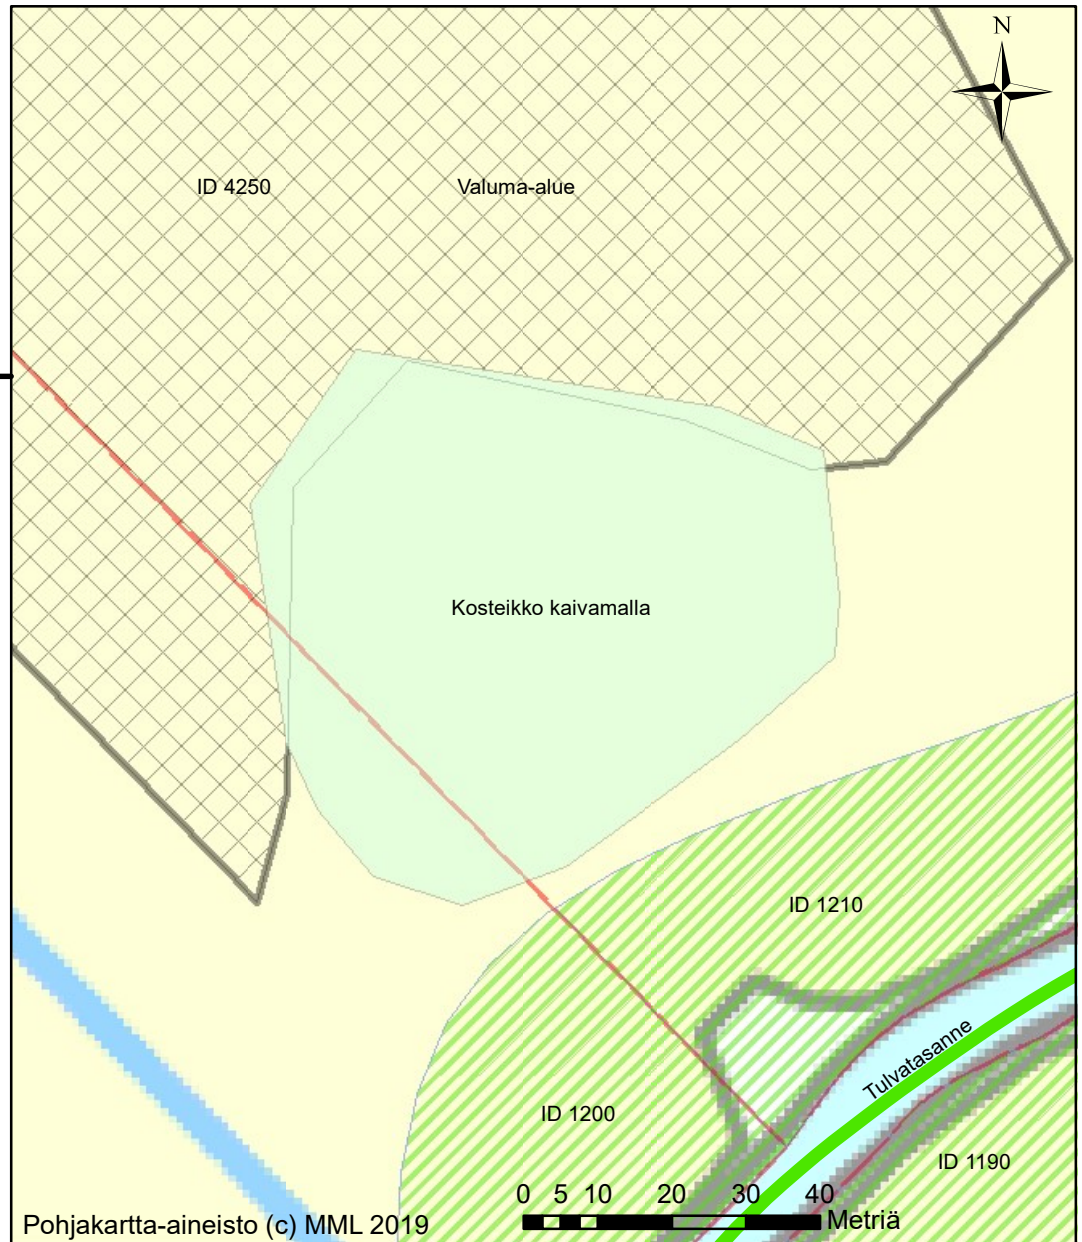 N
ID 4250
Valuma-alue
Kosteikko kaivamalla
ID 1210
Tulvatasanne
ID 1200
ID 1190
0 5 10 20 30 40
Metriä
Pohjakartta-aineisto (c) MML 2019